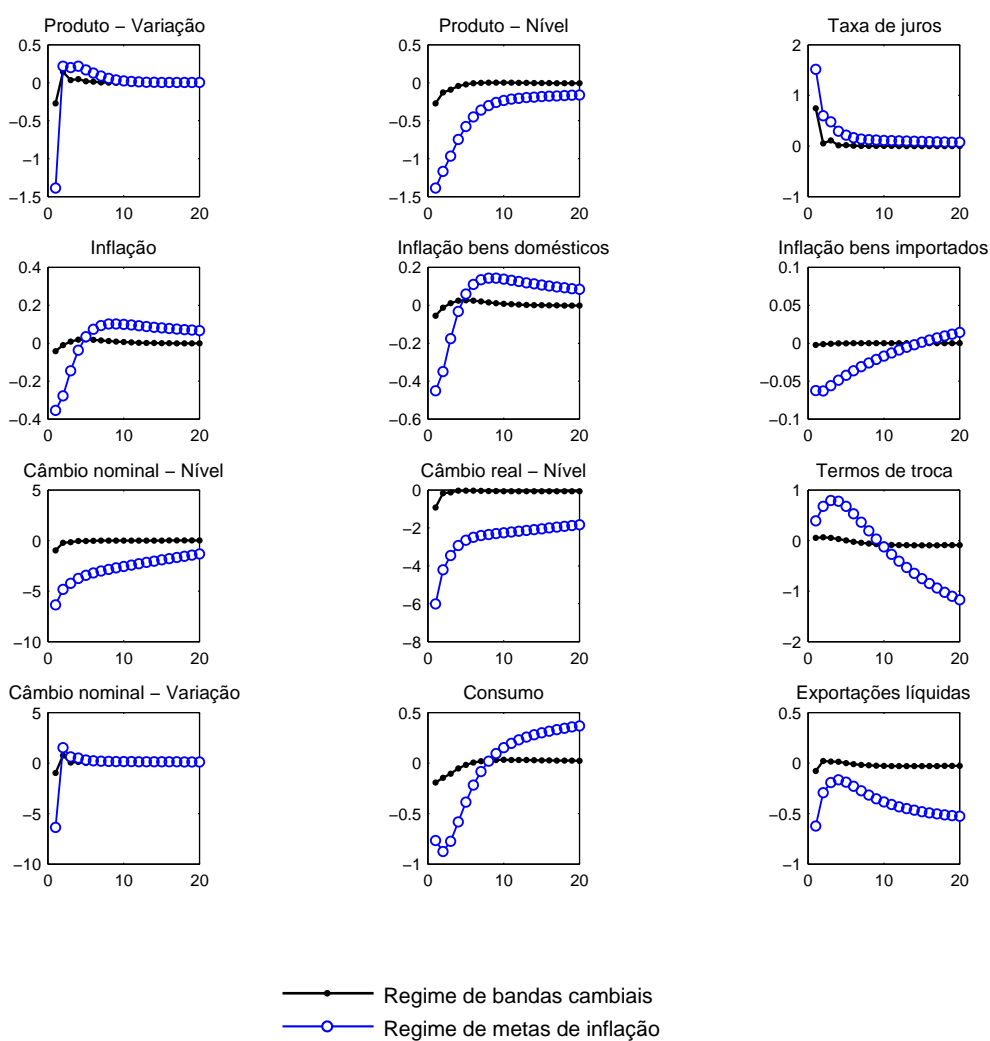 Produto − Variação
Produto − Nível
Taxa de juros
0.5
0
−0.5
−1
−1.5
0 10 20
0.5
0
−0.5
−1
−1.5
0 10 20
2
1
0
−1
0 10 20
Inflação
Inflação bens domésticos
Inflação bens importados
0.4
0.2
0
−0.2
−0.4
0 10 20
0.2
0
−0.2
−0.4
−0.6
0 10 20
0.1
0.05
0
−0.05
−0.1
0 10 20
Câmbio nominal − Nível
Câmbio real − Nível
Termos de troca
5
0
−5
−10
0 10 20
0
−2
−4
−6
−8
0 10 20
1
0
−1
−2
0 10 20
Câmbio nominal − Variação
Consumo
Exportações líquidas
5
0
−5
−10
0 10 20
0.5
0
−0.5
−1
0 10 20
0.5
0
−0.5
−1
0 10 20
Regime de bandas cambiais
Regime de metas de inflação